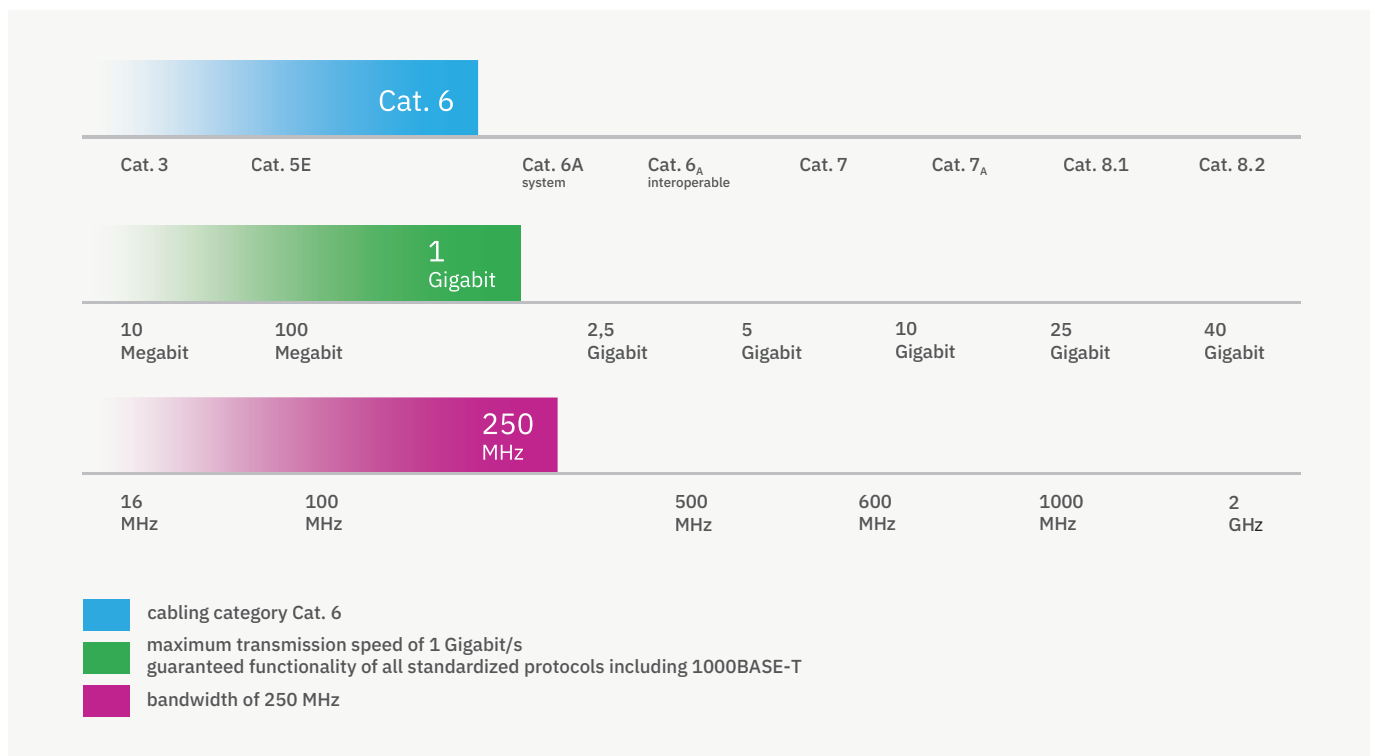 Cat. 6
Cat. 3
Cat. 5E
Cat. 6A
system
Cat. 6A
interoperable
Cat. 7
Cat. 7A
Cat. 8.1
Cat. 8.2
1
Gigabit
10
Megabit
100
Megabit
2,5
Gigabit
5
Gigabit
10
Gigabit
25
Gigabit
40
Gigabit
250
MHz
16
MHz
100
MHz
500
MHz
600
MHz
1000
MHz
2
GHz
cabling category Cat. 6
maximum transmission speed of 1 Gigabit/s
guaranteed functionality of all standardized protocols including 1000BASE-T
bandwidth of 250 MHz